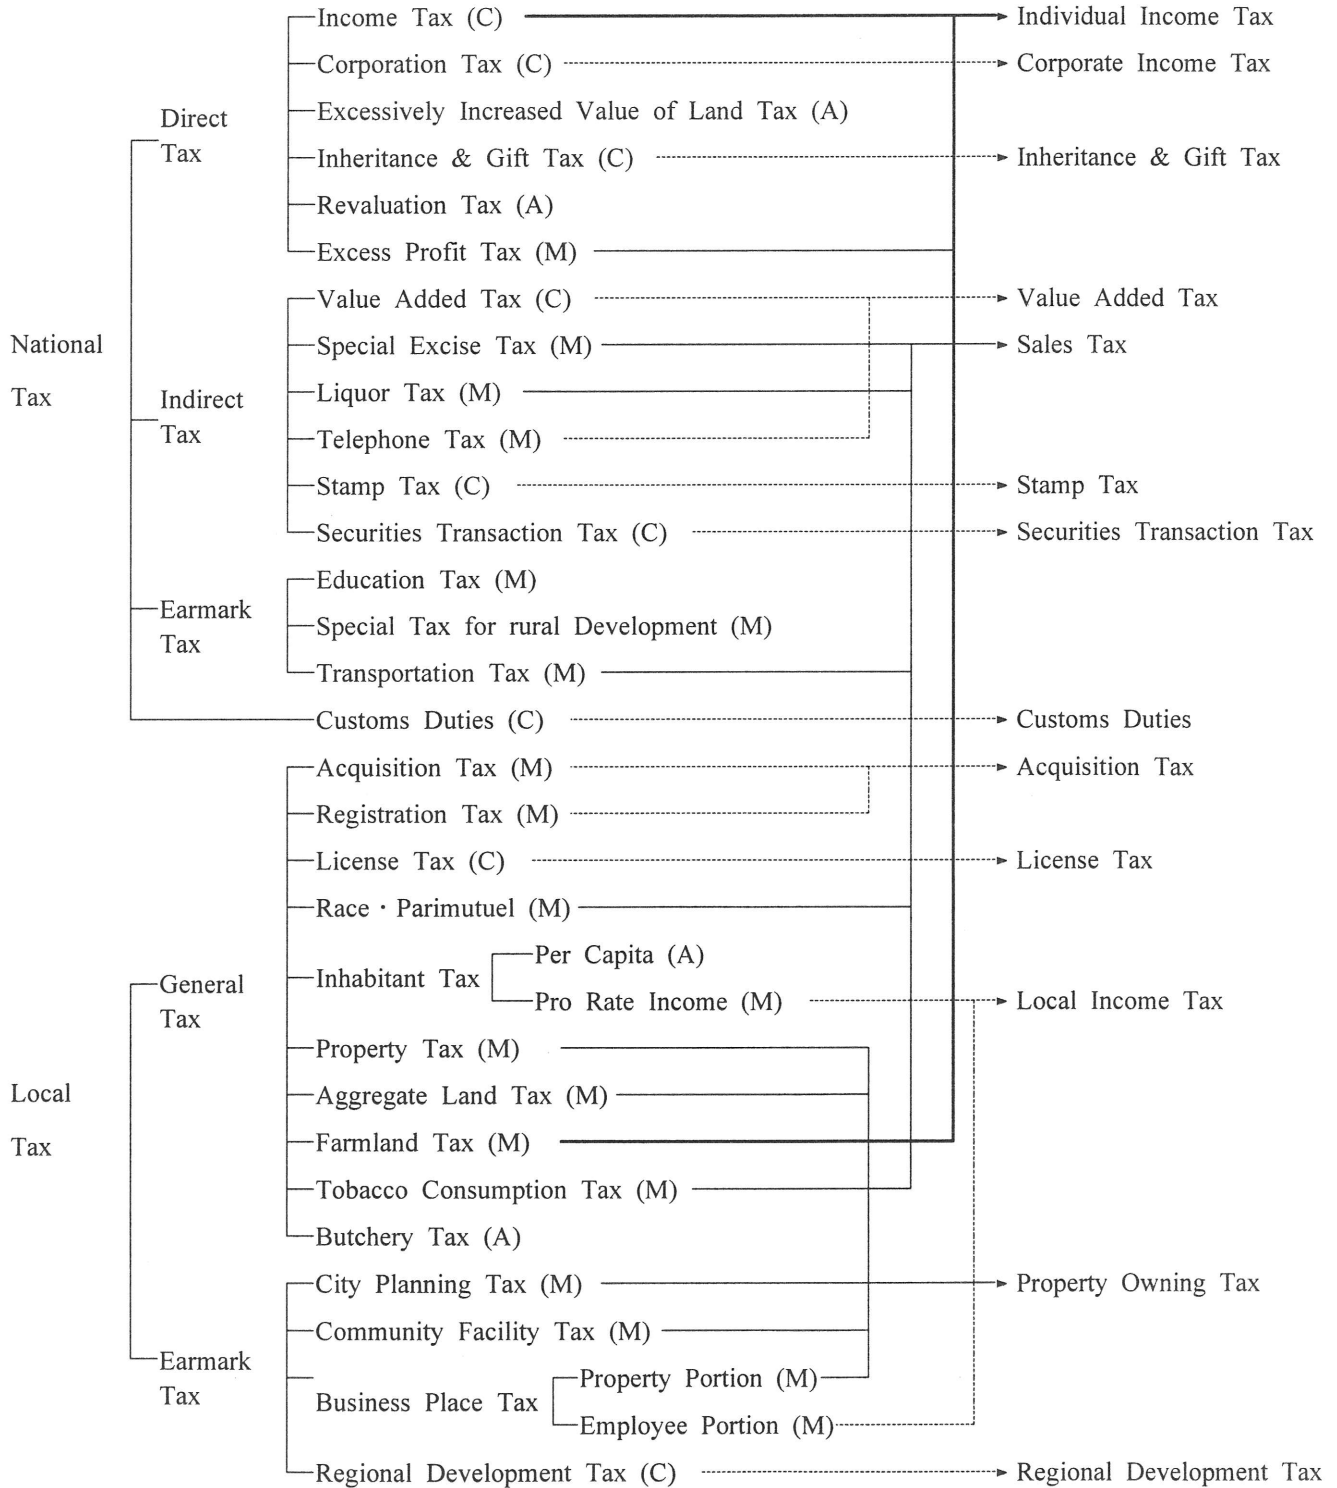 Income Tax (C) Individual Income Tax
Corporation Tax (C) Corporate Income Tax
Excessively Increased Value of Land Tax (A)
Direct
Tax
Inheritance & Gift Tax (C) Inheritance & Gift Tax
Revaluation Tax (A)
Excess Profit Tax (M)
Value Added Tax (C) Value Added Tax
National
Tax
Special Excise Tax (M) Sales Tax
Liquor Tax (M)
Indirect
Tax
Telephone Tax (M)
Stamp Tax (C) Stamp Tax
Securities Transaction Tax (C) Securities Transaction Tax
Education Tax (M)
Earmark
Tax
Special Tax for rural Development (M)
Transportation Tax (M)
Customs Duties (C) Customs Duties
Acquisition Tax (M) Acquisition Tax
Registration Tax (M)
License Tax (C) License Tax
Race・Parimutuel (M)
General
Tax
Inhabitant Tax
Per Capita (A)
Pro Rate Income (M) Local Income Tax
Property Tax (M)
Local
Tax
Aggregate Land Tax (M)
Farmland Tax (M)
Tobacco Consumption Tax (M)
Butchery Tax (A)
City Planning Tax (M) Property Owning Tax
Community Facility Tax (M)
Earmark
Tax
Business Place Tax
Property Portion (M)
Employee Portion (M)
Regional Development Tax (C) Regional Development Tax